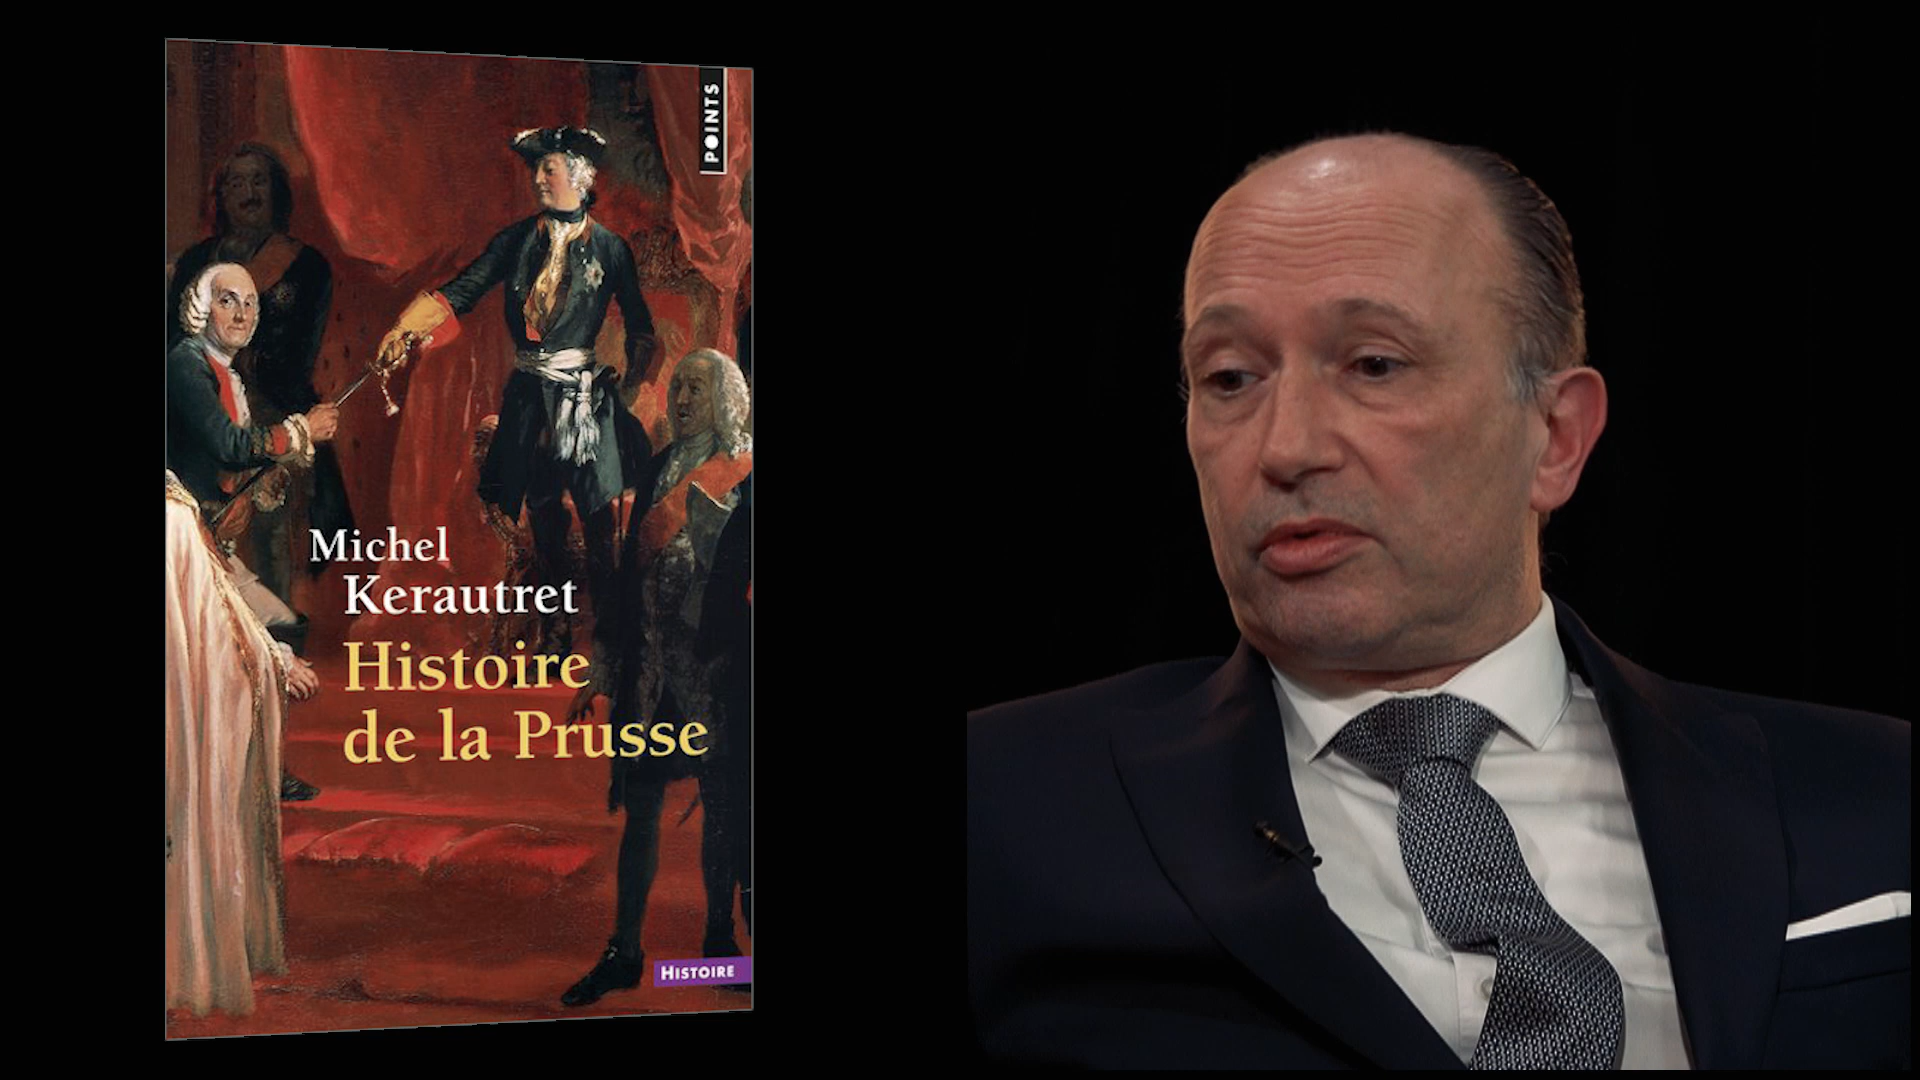 POINTS
Michel
Kerautret
Histoire
de la Prusse
HISTOIRE